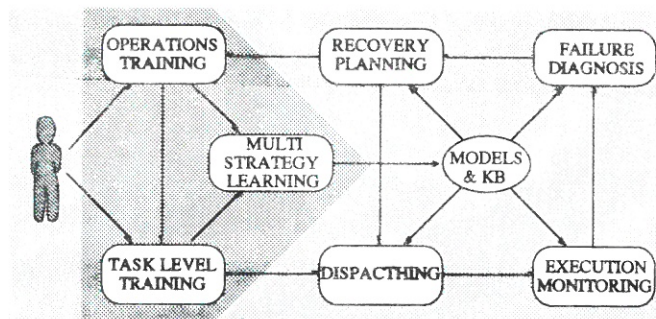 OPERATIONS
TRAINING
RECOVERY
PLANNING
FAILURE
DIAGNOSIS
MULTI
STRATEGY
LEARNING
MODELS
& KB
TASK LEVEL
TRAINING
DISPACTHING
EXECUTION
MONITORING